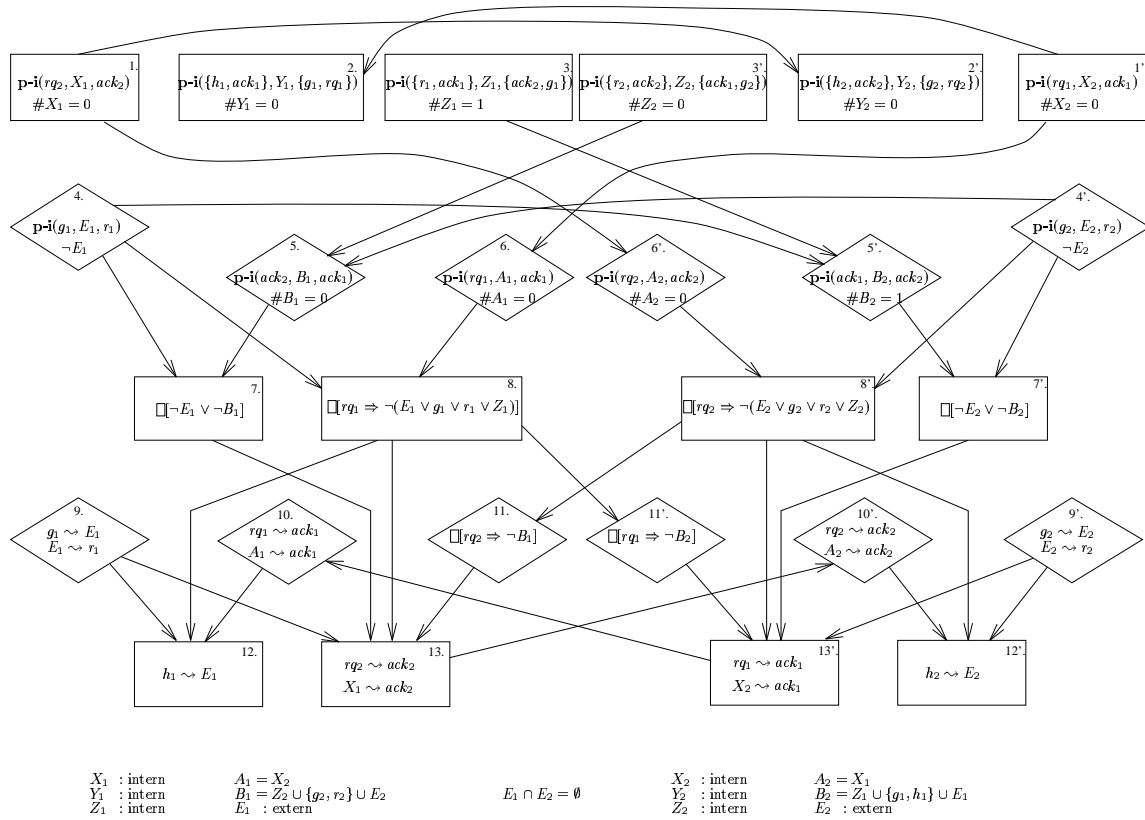 1.
p-i(rq₂, X₁, ack₂)
#X₁ = 0
2.
p-i({h₁, ack₁}, Y₁, {g₁, rq₁})
#Y₁ = 0
3.
p-i({r₁, ack₁}, Z₁, {ack₂, g₁})
#Z₁ = 1
3'.
p-i({r₂, ack₂}, Z₂, {ack₁, g₂})
#Z₂ = 0
2'.
p-i({h₂, ack₂}, Y₂, {g₂, rq₂})
#Y₂ = 0
1'
p-i(rq₁, X₂, ack₁)
#X₂ = 0
4.
p-i(g₁, E₁, r₁)
¬E₁
4'.
p-i(g₂, E₂, r₂)
¬E₂
5.
p-i(ack₂, B₁, ack₁)
#B₁ = 0
6.
p-i(rq₁, A₁, ack₁)
#A₁ = 0
6'.
p-i(rq₂, A₂, ack₂)
#A₂ = 0
5'.
p-i(ack₁, B₂, ack₂)
#B₂ = 1
7.
□[¬E₁ ∨ ¬B₁]
8.
□[rq₁ ⇒ ¬(E₁ ∨ g₁ ∨ r₁ ∨ Z₁)]
8'.
□[rq₂ ⇒ ¬(E₂ ∨ g₂ ∨ r₂ ∨ Z₂)
7'.
□[¬E₂ ∨ ¬B₂]
9.
g₁ ⤳ E₁
E₁ ⤳ r₁
10.
rq₁ ⤳ ack₁
A₁ ⤳ ack₁
11.
□[rq₂ ⇒ ¬B₁]
11'.
□[rq₁ ⇒ ¬B₂]
10'.
rq₂ ⤳ ack₂
A₂ ⤳ ack₂
9'.
g₂ ⤳ E₂
E₂ ⤳ r₂
12.
h₁ ⤳ E₁
13.
rq₂ ⤳ ack₂
X₁ ⤳ ack₂
13'.
rq₁ ⤳ ack₁
X₂ ⤳ ack₁
12'.
h₂ ⤳ E₂
X₁ : intern A₁ = X₂ X₂ : intern A₂ = X₁
Y₁ : intern B₁ = Z₂ ∪ {g₂, r₂} ∪ E₂ E₁ ∩ E₂ = ∅ Y₂ : intern B₂ = Z₁ ∪ {g₁, h₁} ∪ E₁
Z₁ : intern E₁ : extern Z₂ : intern E₂ : extern